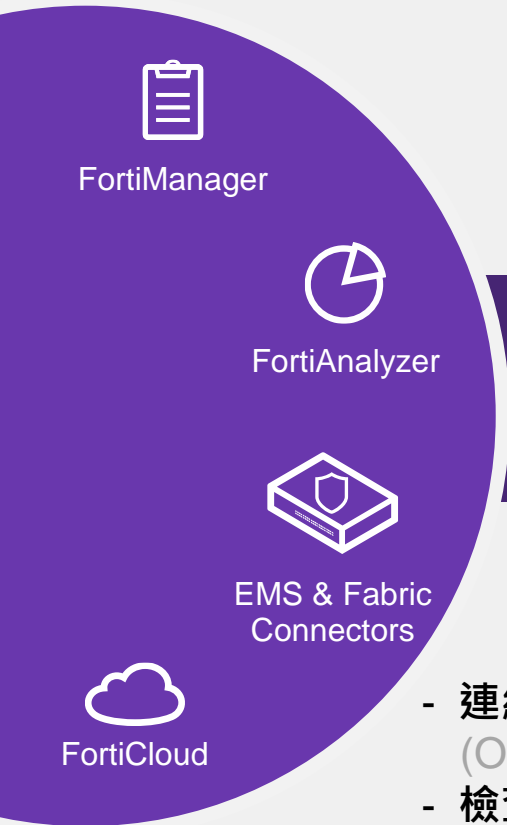 FortiManager
FortiAnalyzer
EMS & Fabric
Connectors
FortiCloud
- 連
(O
- 檢